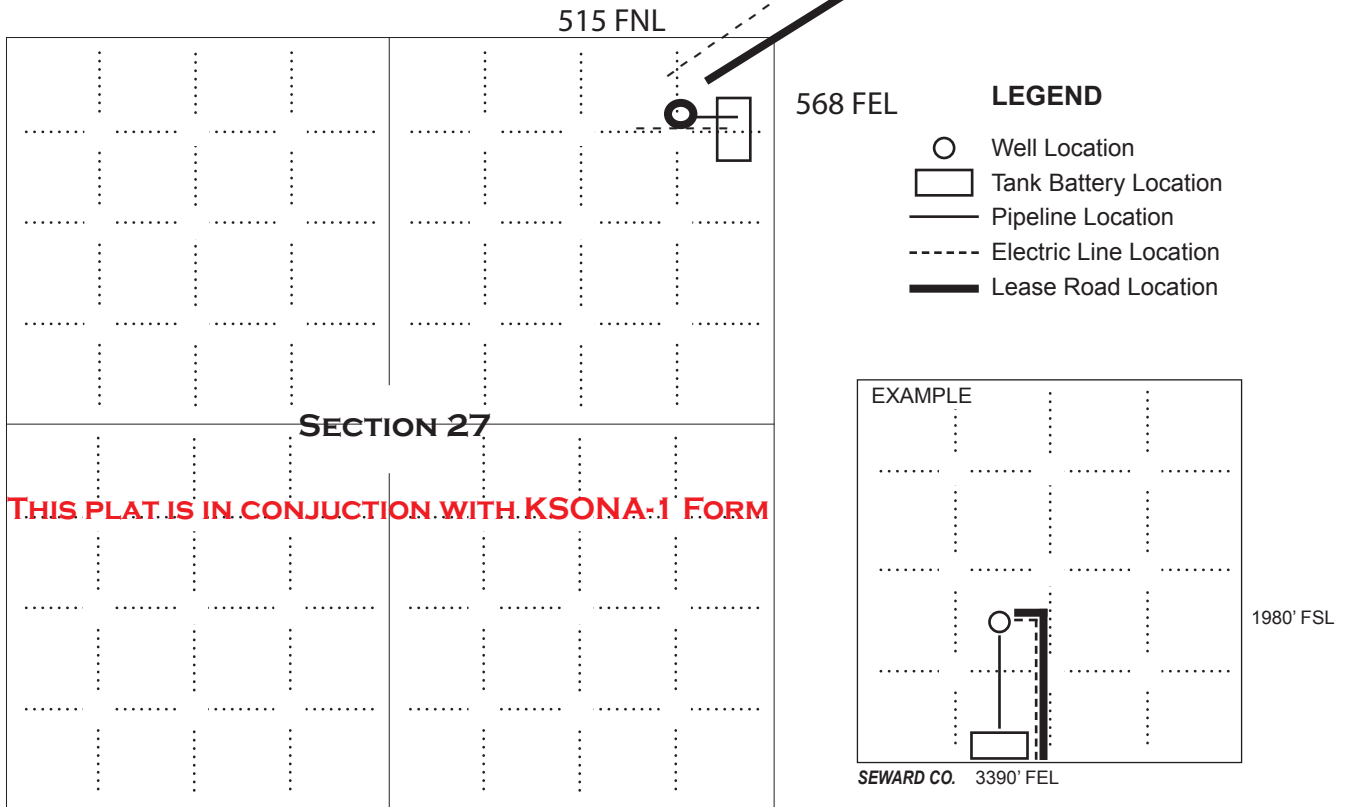 515 FNL
568 FEL
LEGEND
Well Location
Tank Battery Location
Pipeline Location
Electric Line Location
Lease Road Location
SECTION 27
THIS PLAT IS IN CONJUCTION WITH KSONA-1 FORM
EXAMPLE
1980' FSL
SEWARD CO. 3390' FEL